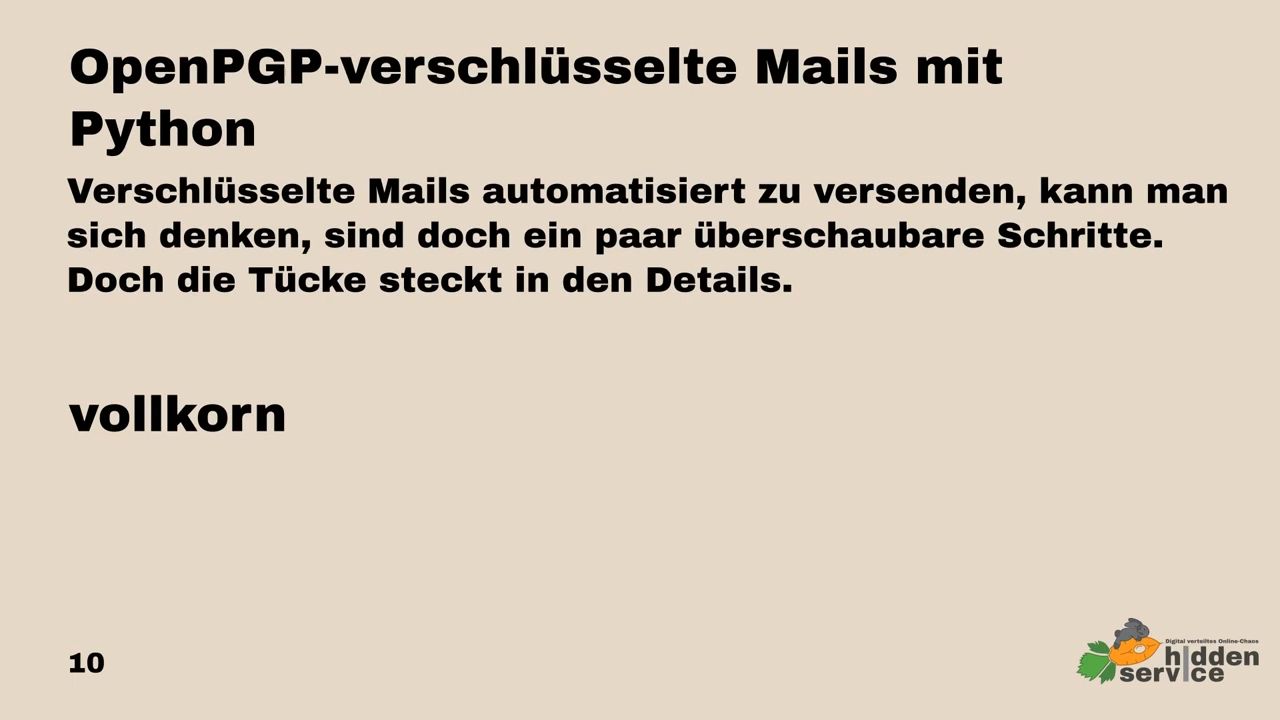 OpenPGP-verschlüsselte Mails mit
Python
Verschlüsselte Mails automatisiert zu versenden, kann man
sich denken, sind doch ein paar überschaubare Schritte.
Doch die Tücke steckt in den Details.
vollkorn
10
Digital verteiltes Online-Chaos
hidden
service